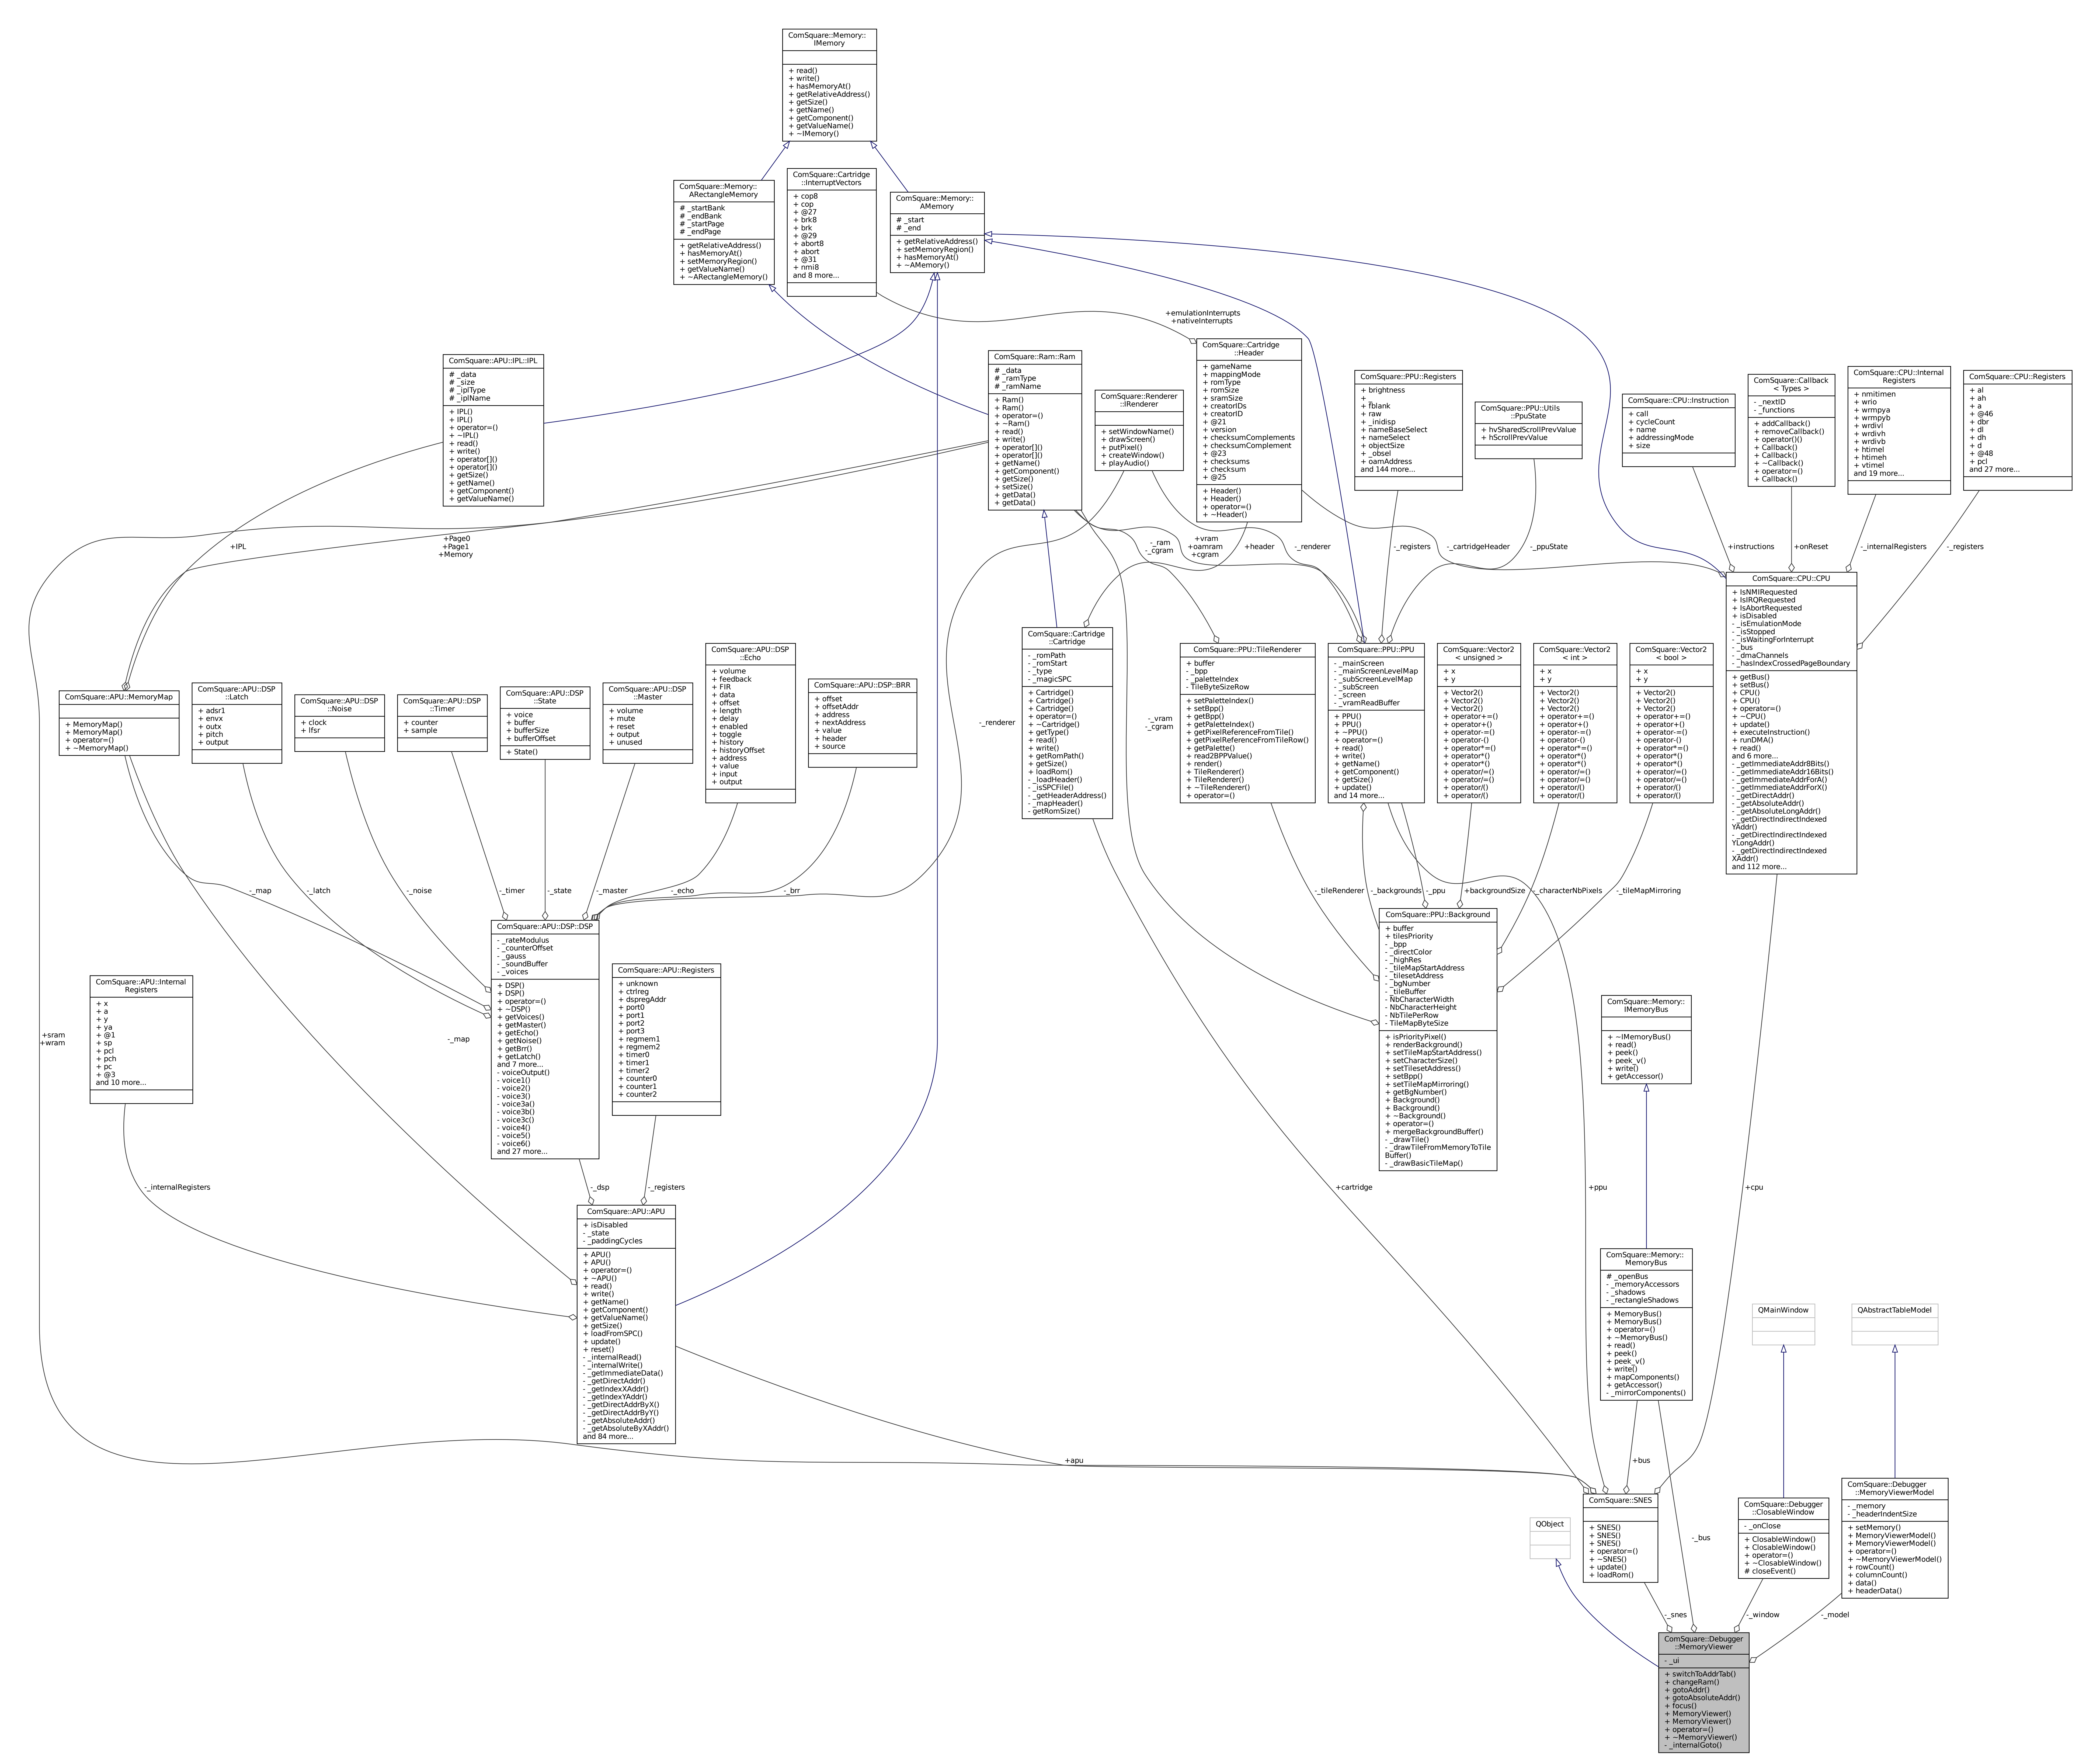 ComSquare::Memory::
IMemory
+ read()
+ write()
+ hasMemoryAt()
+ getRelativeAddress()
+ getSize()
+ getName()
+ getComponent()
+ getValueName()
+ ~IMemory()
ComSquare::Memory::
ARectangleMemory
# _startBank
# _endBank
# _startPage
# _endPage
+ getRelativeAddress()
+ hasMemoryAt()
+ setMemoryRegion()
+ getValueName()
+ ~ARectangleMemory()
ComSquare::Cartridge
::InterruptVectors
+ cop8
+ cop
+ @27
+ brk8
+ brk
+ @29
+ abort8
+ abort
+ @31
+ nmi8
and 8 more...
ComSquare::Memory::
AMemory
# _start
# _end
+ getRelativeAddress()
+ setMemoryRegion()
+ hasMemoryAt()
+ ~AMemory()
+emulationInterrupts
+nativeInterrupts
ComSquare::APU::IPL::IPL
# _data
# _size
# _iplType
# _iplName
+ IPL()
+ IPL()
+ operator=()
+ ~IPL()
+ read()
+ write()
+ operator[]()
+ operator[]()
+ getSize()
+ getName()
+ getComponent()
+ getValueName()
ComSquare::Ram::Ram
# _data
# _ramType
# _ramName
+ Ram()
+ Ram()
+ operator=()
+ ~Ram()
+ read()
+ write()
+ operator[]()
+ operator[]()
+ getName()
+ getComponent()
+ getSize()
+ setSize()
+ getData()
+ getData()
ComSquare::Renderer
::IRenderer
+ setWindowName()
+ drawScreen()
+ putPixel()
+ createWindow()
+ playAudio()
ComSquare::Cartridge
::Header
+ gameName
+ mappingMode
+ romType
+ romSize
+ sramSize
+ creatorIDs
+ creatorID
+ @21
+ version
+ checksumComplements
+ checksumComplement
+ @23
+ checksums
+ checksum
+ @25
+ Header()
+ Header()
+ operator=()
+ ~Header()
ComSquare::PPU::Registers
+ brightness
+ _
+ fblank
+ raw
+ _inidisp
+ nameBaseSelect
+ nameSelect
+ objectSize
+ _obsel
+ oamAddress
and 144 more...
ComSquare::PPU::Utils
::PpuState
+ hvSharedScrollPrevValue
+ hScrollPrevValue
ComSquare::CPU::Instruction
+ call
+ cycleCount
+ name
+ addressingMode
+ size
ComSquare::Callback
< Types >
- _nextID
- _functions
+ addCallback()
+ removeCallback()
+ operator()()
+ Callback()
+ Callback()
+ ~Callback()
+ operator=()
+ Callback()
ComSquare::CPU::Internal
Registers
+ nmitimen
+ wrio
+ wrmpya
+ wrmpyb
+ wrdivl
+ wrdivh
+ wrdivb
+ htimel
+ htimeh
+ vtimel
and 19 more...
ComSquare::CPU::Registers
+ al
+ ah
+ a
+ @46
+ dbr
+ dl
+ dh
+ d
+ @48
+ pcl
and 27 more...
+IPL
+Page0
+Page1
+Memory
-_ram
-_cgram
+vram
+oamram
+cgram
+header
-_renderer
-_registers
-_cartridgeHeader
-_ppuState
+instructions
+onReset
-_internalRegisters
-_registers
ComSquare::APU::MemoryMap
+ MemoryMap()
+ MemoryMap()
+ operator=()
+ ~MemoryMap()
ComSquare::APU::DSP
::Latch
+ adsr1
+ envx
+ outx
+ pitch
+ output
ComSquare::APU::DSP
::Noise
+ clock
+ lfsr
ComSquare::APU::DSP
::Timer
+ counter
+ sample
ComSquare::APU::DSP
::State
+ voice
+ buffer
+ bufferSize
+ bufferOffset
+ State()
ComSquare::APU::DSP
::Master
+ volume
+ mute
+ reset
+ output
+ unused
ComSquare::APU::DSP
::Echo
+ volume
+ feedback
+ FIR
+ data
+ offset
+ length
+ delay
+ enabled
+ toggle
+ history
+ historyOffset
+ address
+ value
+ input
+ output
ComSquare::APU::DSP::BRR
+ offset
+ offsetAddr
+ address
+ nextAddress
+ value
+ header
+ source
-_renderer
ComSquare::Cartridge
::Cartridge
- _romPath
- _romStart
- _type
- _magicSPC
+ Cartridge()
+ Cartridge()
+ Cartridge()
+ operator=()
+ ~Cartridge()
+ getType()
+ read()
+ write()
+ getRomPath()
+ getSize()
+ loadRom()
- _loadHeader()
- _isSPCFile()
- _getHeaderAddress()
- _mapHeader()
- getRomSize()
-_vram
-_cgram
ComSquare::PPU::TileRenderer
+ buffer
- _bpp
- _paletteIndex
- TileByteSizeRow
+ setPaletteIndex()
+ setBpp()
+ getBpp()
+ getPaletteIndex()
+ getPixelReferenceFromTile()
+ getPixelReferenceFromTileRow()
+ getPalette()
+ read2BPPValue()
+ render()
+ TileRenderer()
+ TileRenderer()
+ ~TileRenderer()
+ operator=()
ComSquare::PPU::PPU
- _mainScreen
- _mainScreenLevelMap
- _subScreenLevelMap
- _subScreen
- _screen
- _vramReadBuffer
+ PPU()
+ PPU()
+ ~PPU()
+ operator=()
+ read()
+ write()
+ getName()
+ getComponent()
+ getSize()
+ update()
and 14 more...
ComSquare::Vector2
< unsigned >
+ x
+ y
+ Vector2()
+ Vector2()
+ Vector2()
+ operator+=()
+ operator+()
+ operator-=()
+ operator-()
+ operator*=()
+ operator*()
+ operator*()
+ operator/=()
+ operator/()
+ operator/()
ComSquare::Vector2
< int >
+ x
+ y
+ Vector2()
+ Vector2()
+ Vector2()
+ operator+=()
+ operator+()
+ operator-=()
+ operator-()
+ operator*=()
+ operator*()
+ operator*()
+ operator/=()
+ operator/()
+ operator/()
ComSquare::Vector2
< bool >
+ x
+ y
+ Vector2()
+ Vector2()
+ Vector2()
+ operator+=()
+ operator+()
+ operator-=()
+ operator-()
+ operator*=()
+ operator*()
+ operator*()
+ operator/=()
+ operator/()
+ operator/()
ComSquare::CPU::CPU
+ IsNMIRequested
+ IsIRQRequested
+ IsAbortRequested
+ isDisabled
- _isEmulationMode
- _isStopped
- _isWaitingForInterrupt
- _bus
- _dmaChannels
- _hasIndexCrossedPageBoundary
+ getBus()
+ setBus()
+ CPU()
+ CPU()
+ operator=()
+ ~CPU()
+ update()
+ executeInstruction()
+ runDMA()
+ read()
and 6 more...
- _getImmediateAddr8Bits()
- _getImmediateAddr16Bits()
- _getImmediateAddrForA()
- _getImmediateAddrForX()
- _getDirectAddr()
- _getAbsoluteAddr()
- _getAbsoluteLongAddr()
- _getDirectIndirectIndexed
YAddr()
- _getDirectIndirectIndexed
YLongAddr()
- _getDirectIndirectIndexed
XAddr()
and 112 more...
-_map
-_latch
-_noise
-_timer
-_state
-_master
-_echo
-_brr
-_tileRenderer
-_backgrounds
-_ppu
+backgroundSize
-_characterNbPixels
-_tileMapMirroring
ComSquare::APU::DSP::DSP
- _rateModulus
- _counterOffset
- _gauss
- _soundBuffer
- _voices
+ DSP()
+ DSP()
+ operator=()
+ ~DSP()
+ getVoices()
+ getMaster()
+ getEcho()
+ getNoise()
+ getBrr()
+ getLatch()
and 7 more...
- voiceOutput()
- voice1()
- voice2()
- voice3()
- voice3a()
- voice3b()
- voice3c()
- voice4()
- voice5()
- voice6()
and 27 more...
ComSquare::APU::Registers
+ unknown
+ ctrlreg
+ dspregAddr
+ port0
+ port1
+ port2
+ port3
+ regmem1
+ regmem2
+ timer0
+ timer1
+ timer2
+ counter0
+ counter1
+ counter2
ComSquare::APU::Internal
Registers
+ x
+ a
+ y
+ ya
+ @1
+ sp
+ pcl
+ pch
+ pc
+ @3
and 10 more...
+sram
+wram
-_map
ComSquare::PPU::Background
+ buffer
+ tilesPriority
- _bpp
- _directColor
- _highRes
- _tileMapStartAddress
- _tilesetAddress
- _bgNumber
- _tileBuffer
- NbCharacterWidth
- NbCharacterHeight
- NbTilePerRow
- TileMapByteSize
+ isPriorityPixel()
+ renderBackground()
+ setTileMapStartAddress()
+ setCharacterSize()
+ setTilesetAddress()
+ setBpp()
+ setTileMapMirroring()
+ getBgNumber()
+ Background()
+ Background()
+ ~Background()
+ operator=()
+ mergeBackgroundBuffer()
- _drawTile()
- _drawTileFromMemoryToTile
Buffer()
- _drawBasicTileMap()
ComSquare::Memory::
IMemoryBus
+ ~IMemoryBus()
+ read()
+ peek()
+ peek_v()
+ write()
+ getAccessor()
-_internalRegisters
-_dsp
-_registers
+cartridge
+ppu
+cpu
ComSquare::APU::APU
+ isDisabled
- _state
- _paddingCycles
+ APU()
+ APU()
+ operator=()
+ ~APU()
+ read()
+ write()
+ getName()
+ getComponent()
+ getValueName()
+ getSize()
+ loadFromSPC()
+ update()
+ reset()
- _internalRead()
- _internalWrite()
- _getImmediateData()
- _getDirectAddr()
- _getIndexXAddr()
- _getIndexYAddr()
- _getDirectAddrByX()
- _getDirectAddrByY()
- _getAbsoluteAddr()
- _getAbsoluteByXAddr()
and 84 more...
ComSquare::Memory::
MemoryBus
# _openBus
- _memoryAccessors
- _shadows
- _rectangleShadows
+ MemoryBus()
+ MemoryBus()
+ operator=()
+ ~MemoryBus()
+ read()
+ peek()
+ peek_v()
+ write()
+ mapComponents()
+ getAccessor()
- _mirrorComponents()
QMainWindow
QAbstractTableModel
+apu
+bus
ComSquare::SNES
+ SNES()
+ SNES()
+ SNES()
+ operator=()
+ ~SNES()
+ update()
+ loadRom()
QObject
-_bus
ComSquare::Debugger
::ClosableWindow
- _onClose
+ ClosableWindow()
+ ClosableWindow()
+ operator=()
+ ~ClosableWindow()
# closeEvent()
ComSquare::Debugger
::MemoryViewerModel
- _memory
- _headerIndentSize
+ setMemory()
+ MemoryViewerModel()
+ MemoryViewerModel()
+ operator=()
+ ~MemoryViewerModel()
+ rowCount()
+ columnCount()
+ data()
+ headerData()
-_snes
-_window
-_model
ComSquare::Debugger
::MemoryViewer
- _ui
+ switchToAddrTab()
+ changeRam()
+ gotoAddr()
+ gotoAbsoluteAddr()
+ focus()
+ MemoryViewer()
+ MemoryViewer()
+ operator=()
+ ~MemoryViewer()
- _internalGoto()